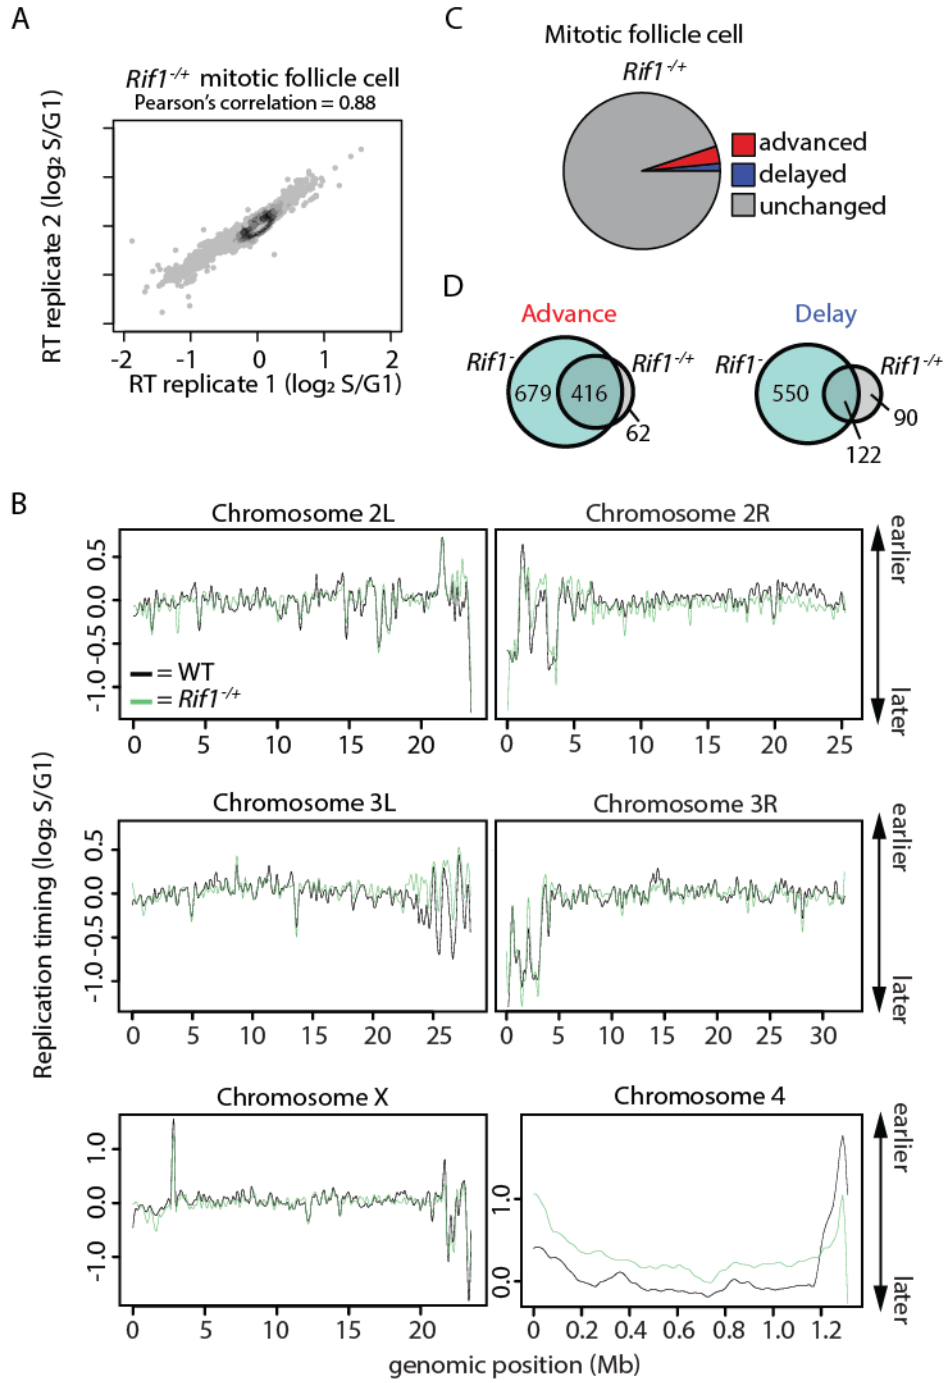 A
Rif1-/+ mitotic follicle cell
Pearson's correlation = 0.88
RT replicate 2 (log₂ S/G1)
-2 -1 0 1 2
RT replicate 1 (log₂ S/G1)
C
Mitotic follicle cell
Rif1-/+
advanced
delayed
unchanged
D
Advance
Rif1-
Rif1-/+
679
416
62
Delay
Rif1-
Rif1-/+
550
90
122
B
Replication timing (log₂ S/G1)
Chromosome 2L
0.5
0.0
-0.5
-1.0
= WT
= Rif1-/+
0 5 10 15 20
Chromosome 2R
0 5 10 15 20 25
earlier
later
Chromosome 3L
0.5
0.0
-0.5
-1.0
0 5 10 15 20 25
Chromosome 3R
0 5 10 15 20 25 30
earlier
later
Chromosome X
1.0
0.0
-1.0
0 5 10 15 20
Chromosome 4
1.0
0.0
0 0.2 0.4 0.6 0.8 1.0 1.2
earlier
later
genomic position (Mb)